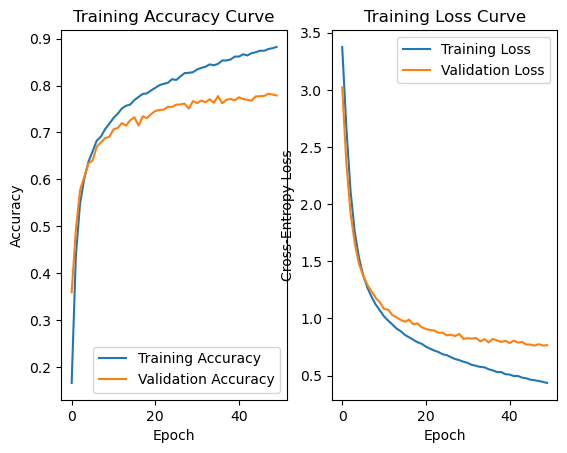 Training Accuracy Curve
Accuracy
0.9
0.8
0.7
0.6
0.5
0.4
0.3
0.2
Training Accuracy
Validation Accuracy
0
20
40
Epoch
Training Loss Curve
Cross-Entropy Loss
3.5
3.0
2.5
2.0
1.5
1.0
0.5
Training Loss
Validation Loss
0
20
40
Epoch